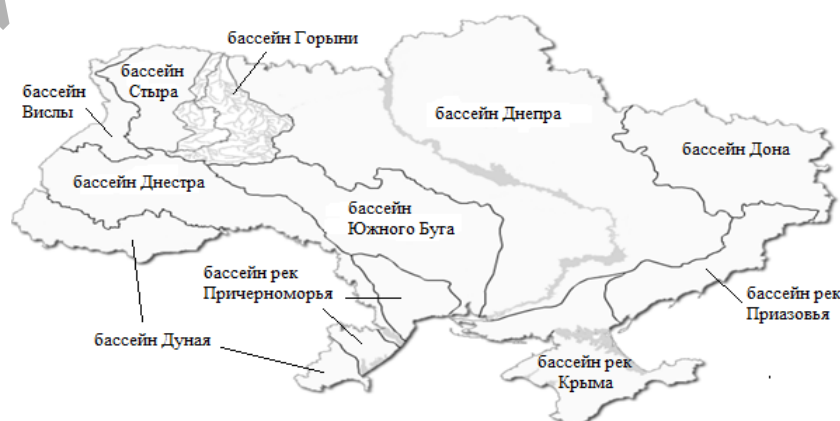 бассейн Горыни
бассейн
Стыра
бассейн
Вислы
бассейн Днепра
бассейн Дона
бассейн Днестра
бассейн
Южного Буга
бассейн рек
Причерноморья
бассейн рек
Приазовья
бассейн Дуная
бассейн рек
Крыма